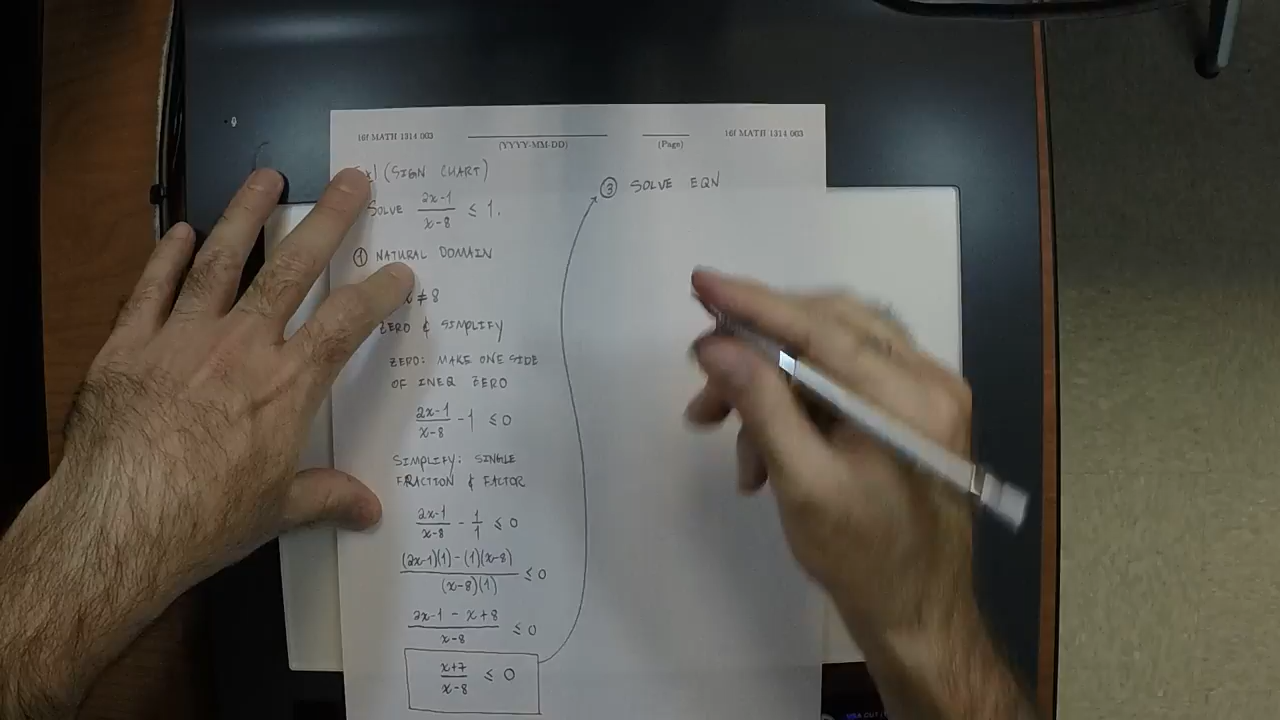 16f MATH 1314 003
(YYYY-MM-DD)
(Page)
16f MATH 1314 003
(SIGN CHART)
SOLVE (2x-1)/(x-8) ≤ 1.
① NATURAL DOMAIN
x ≠ 8
ZERO & SIMPLIFY
ZERO: MAKE ONE SIDE
OF INEQ ZERO
(2x-1)/(x-8) - 1 ≤ 0
SIMPLIFY: SINGLE
FRACTION & FACTOR
(2x-1)/(x-8) - 1/1 ≤ 0
((2x-1)(1) - (1)(x-8))/((x-8)(1)) ≤ 0
(2x-1 - x+8)/(x-8) ≤ 0
(x+7)/(x-8) ≤ 0
③ SOLVE EQN